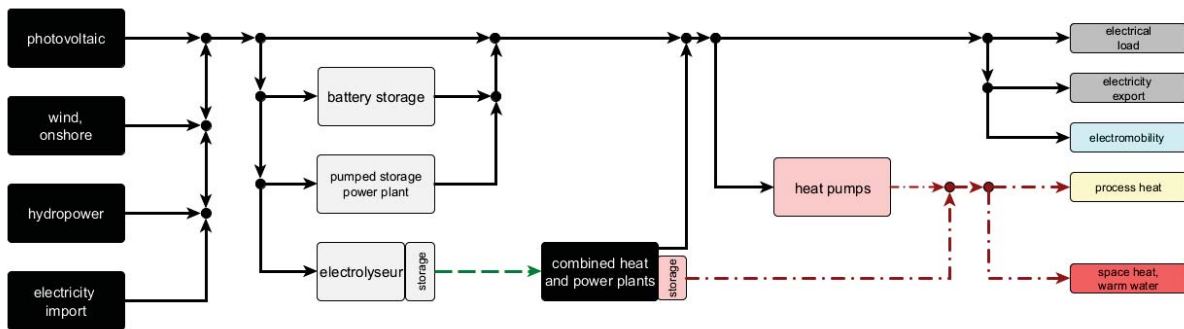 photovoltaic
wind,
onshore
hydropower
electricity
import
battery storage
pumped storage
power plant
electrolyseur
storage
combined heat
and power plants
storage
heat pumps
electrical
load
electricity
export
electromobility
process heat
space heat,
warm water